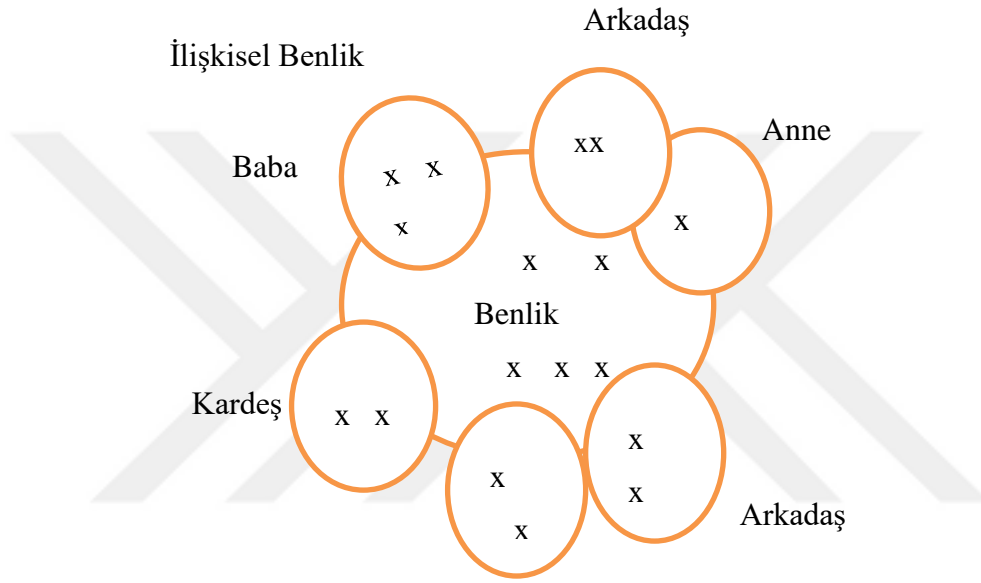 Arkadaş
İlişkisel Benlik
Anne
xx
Baba
x x
x
x
x x
Benlik
x x x
Kardeş
x x
x
x
x
x
Arkadaş